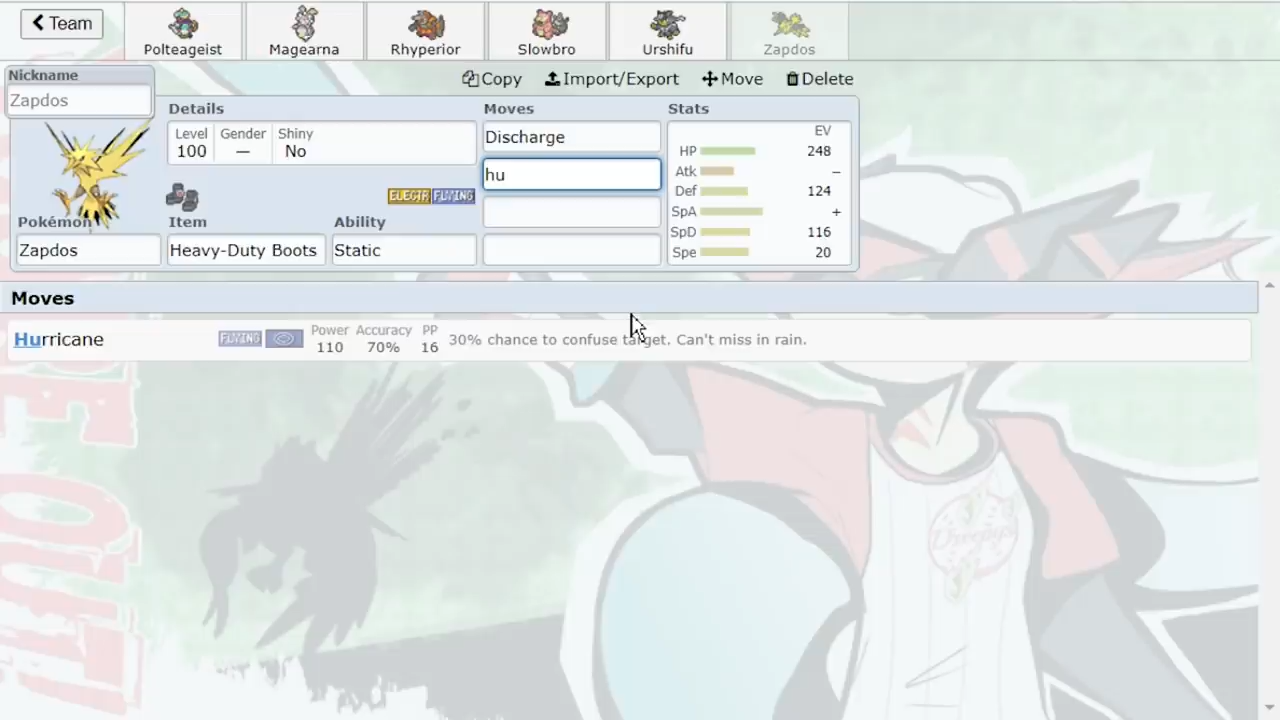 Team
Polteageist
Magearna
Rhyperior
Slowbro
Urshifu
Zapdos
Nickname
Zapdos
Copy
Import/Export
Move
Delete
Details
Level
100
Gender
—
Shiny
No
ELECTR FLYING
Pokémon
Zapdos
Item
Heavy-Duty Boots
Ability
Static
Moves
Discharge
hu
Stats
EV
HP 248
Atk −
Def 124
SpA +
SpD 116
Spe 20
Moves
Hurricane FLYING
Power
110
Accuracy
70%
PP
16
30% chance to confuse target. Can't miss in rain.